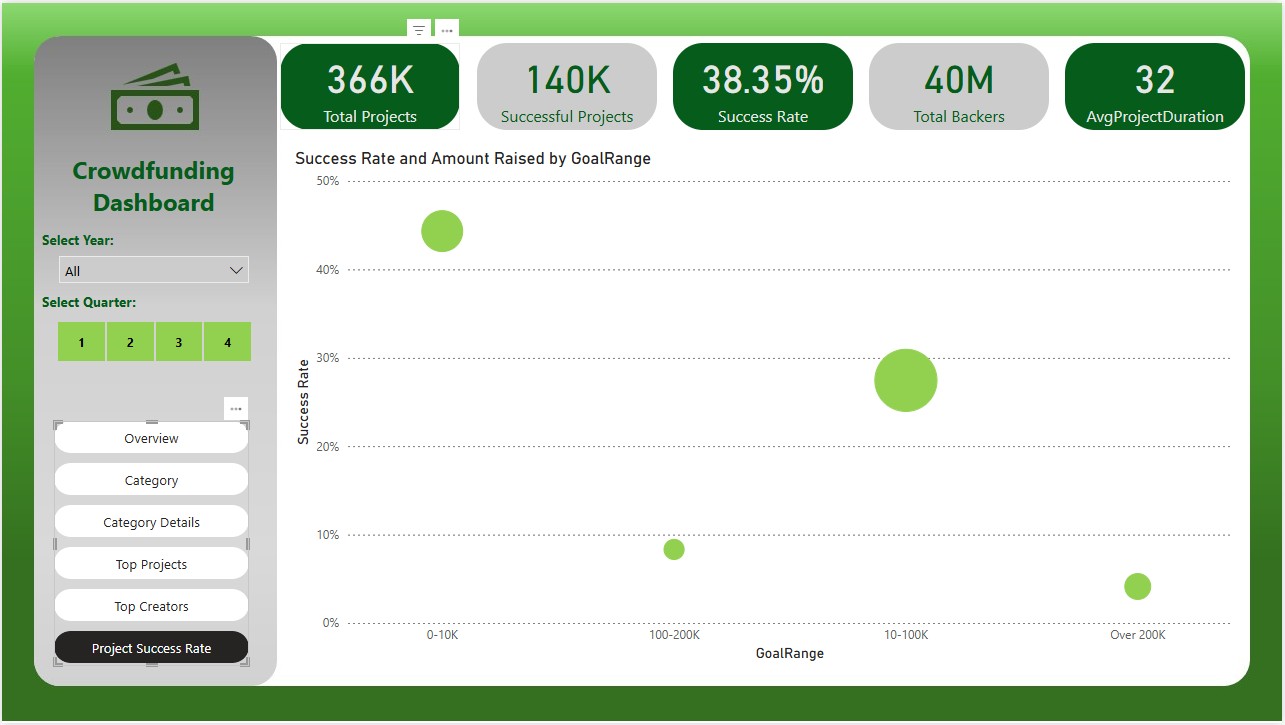 366K
Total Projects
140K
Successful Projects
38.35%
Success Rate
40M
Total Backers
32
AvgProjectDuration
Crowdfunding
Dashboard
Select Year:
All
Select Quarter:
1 2 3 4
Overview
Category
Category Details
Top Projects
Top Creators
Project Success Rate
Success Rate and Amount Raised by GoalRange
50%
40%
30%
20%
10%
0%
Success Rate
0-10K 100-200K 10-100K Over 200K
GoalRange